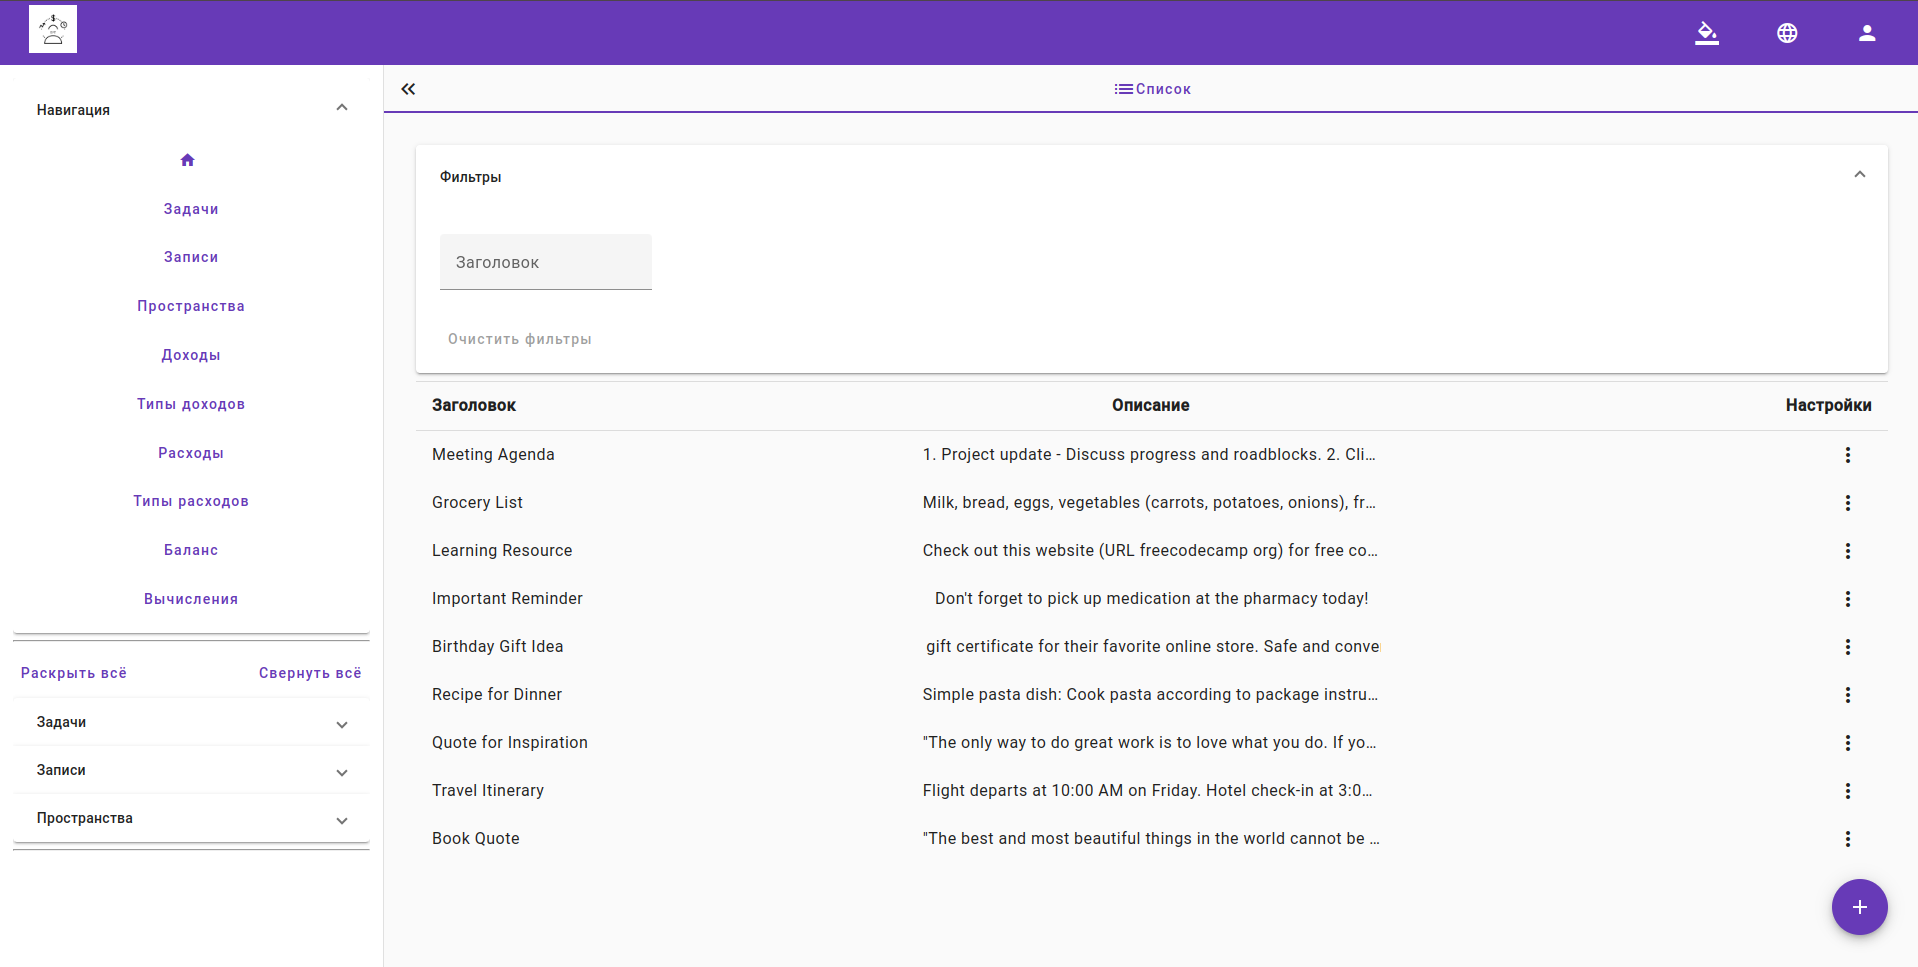 Список
Навигация
Задачи
Записи
Пространства
Доходы
Типы доходов
Расходы
Типы расходов
Баланс
Вычисления
Раскрыть всё Свернуть всё
Задачи
Записи
Пространства
Фильтры
Заголовок
Очистить фильтры
Заголовок Описание Настройки
Meeting Agenda 1. Project update - Discuss progress and roadblocks. 2. Cli...
Grocery List Milk, bread, eggs, vegetables (carrots, potatoes, onions), fr...
Learning Resource Check out this website (URL freecodecamp org) for free co...
Important Reminder Don't forget to pick up medication at the pharmacy today!
Birthday Gift Idea gift certificate for their favorite online store. Safe and conve
Recipe for Dinner Simple pasta dish: Cook pasta according to package instru...
Quote for Inspiration "The only way to do great work is to love what you do. If yo...
Travel Itinerary Flight departs at 10:00 AM on Friday. Hotel check-in at 3:0...
Book Quote "The best and most beautiful things in the world cannot be ...